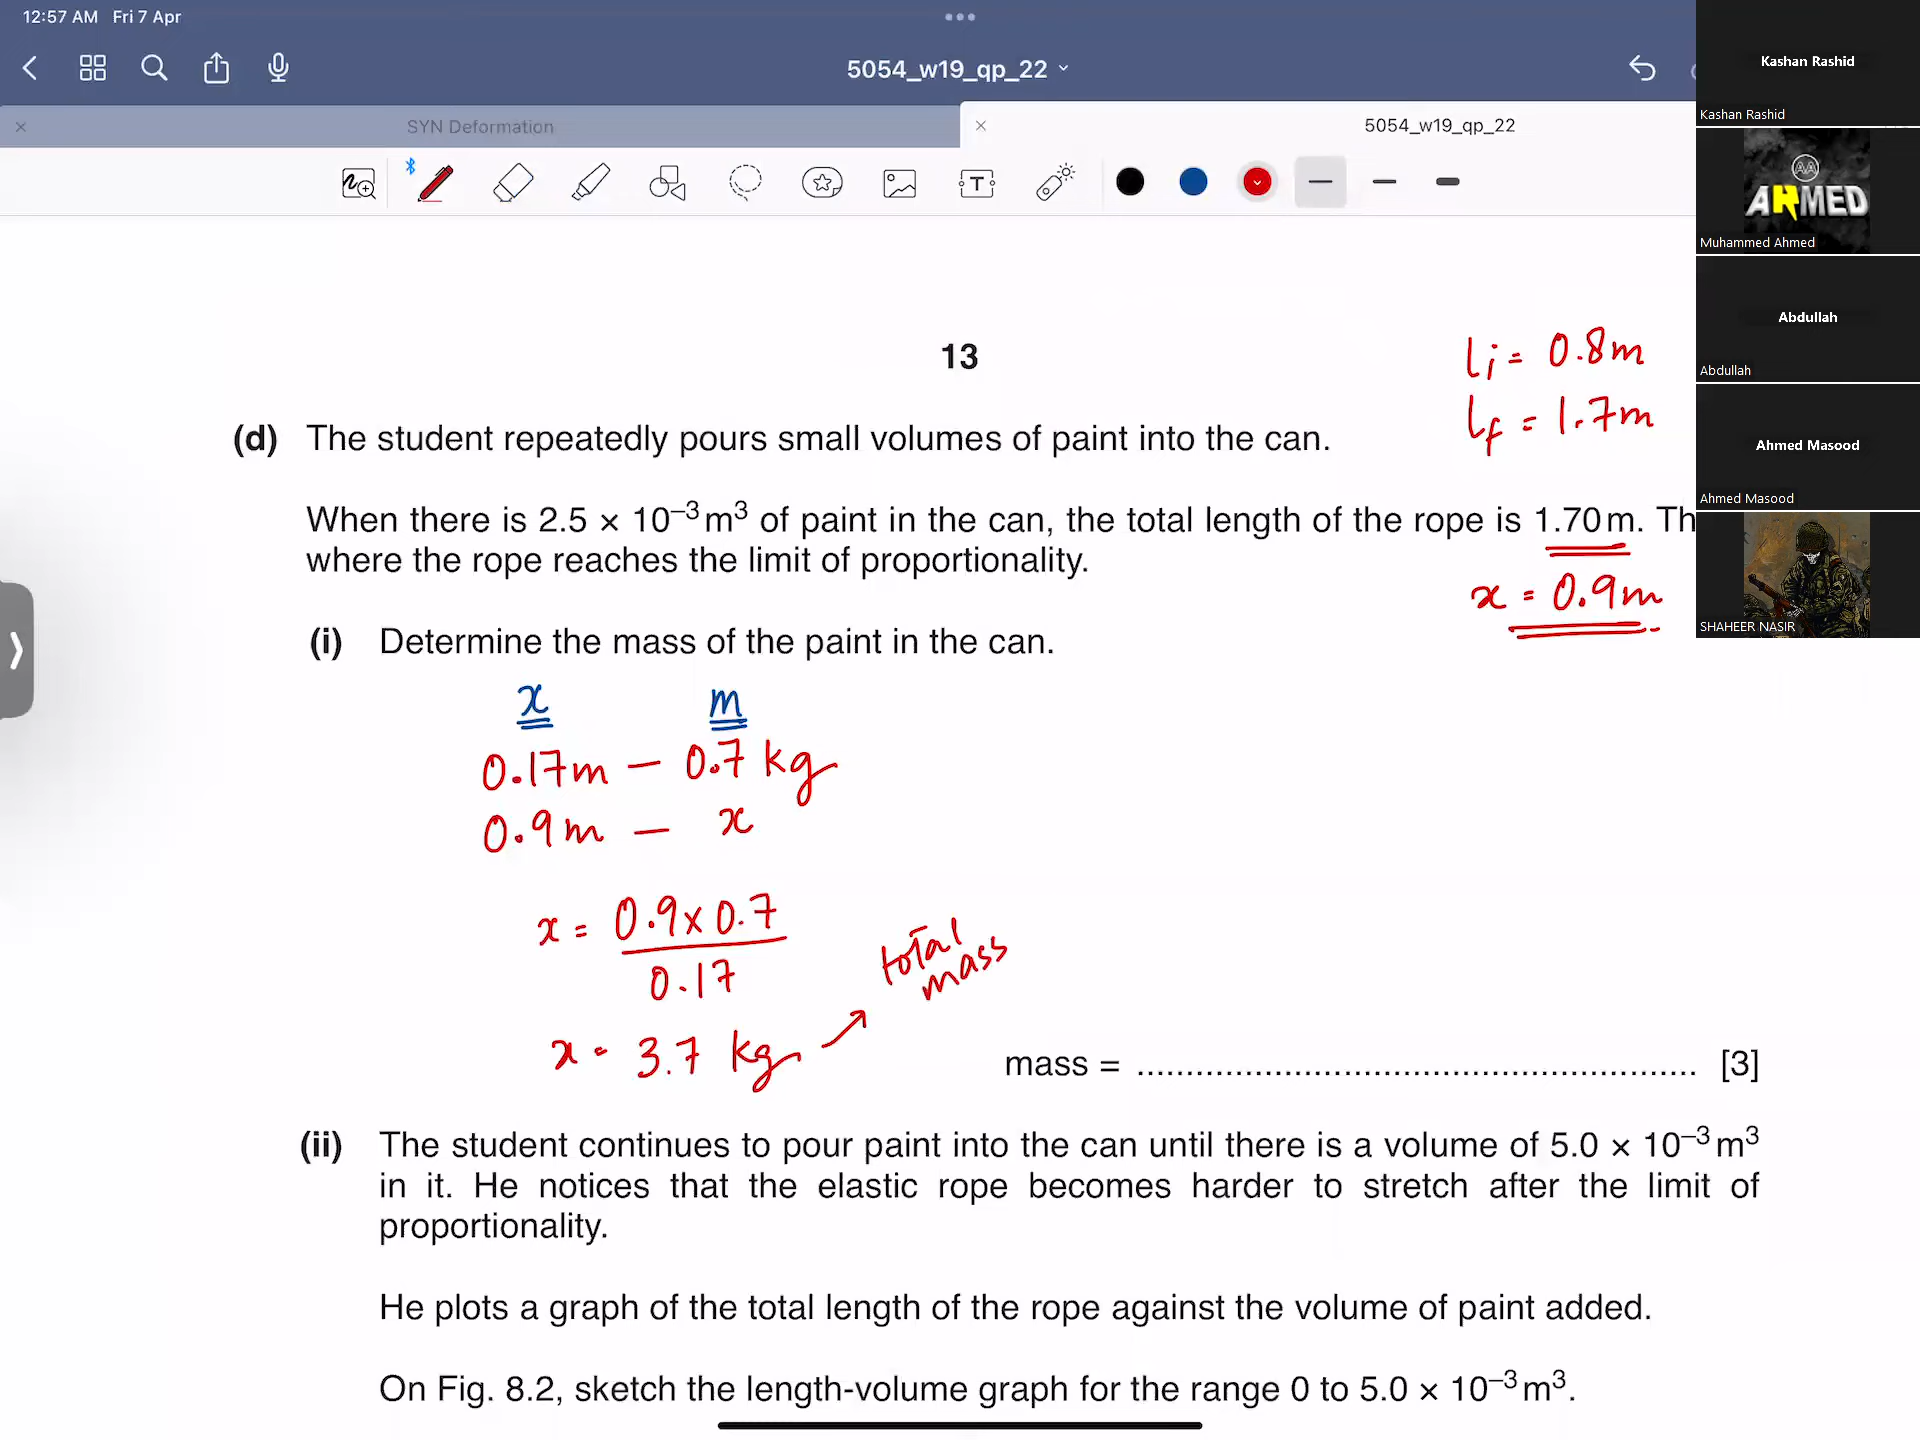 12:57 AM Fri 7 Apr
5054_w19_qp_22
SYN Deformation
5054_w19_qp_22
T
Kashan Rashid
Kashan Rashid
AA
ARMED
Muhammed Ahmed
Abdullah
Abdullah
Ahmed Masood
Ahmed Masood
SHAHEER NASIR
13
li = 0.8m
lf = 1.7m
(d) The student repeatedly pours small volumes of paint into the can.
When there is 2.5 × 10⁻³ m³ of paint in the can, the total length of the rope is 1.70 m. Th
where the rope reaches the limit of proportionality.
x = 0.9m
(i) Determine the mass of the paint in the can.
x m
0.17m — 0.7 kg
0.9m — x
x = 0.9 x 0.7
0.17
total
mass
x = 3.7 kg
mass = ........................................................ [3]
(ii) The student continues to pour paint into the can until there is a volume of 5.0 × 10⁻³ m³
in it. He notices that the elastic rope becomes harder to stretch after the limit of
proportionality.
He plots a graph of the total length of the rope against the volume of paint added.
On Fig. 8.2, sketch the length-volume graph for the range 0 to 5.0 × 10⁻³ m³.